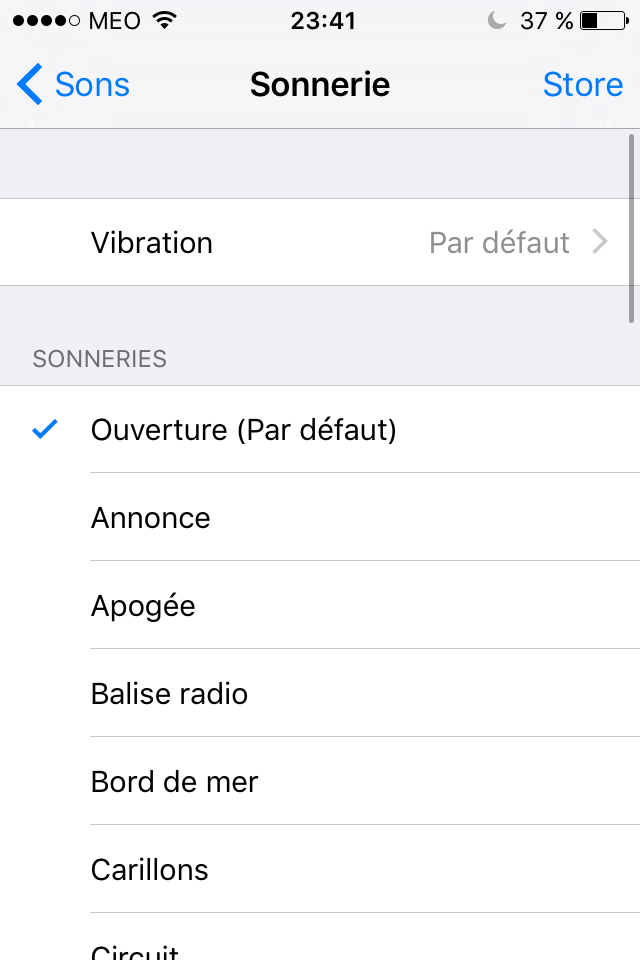 MEO 23:41 37 %
Sons Sonnerie Store
Vibration Par défaut
SONNERIES
Ouverture (Par défaut)
Annonce
Apogée
Balise radio
Bord de mer
Carillons
Circuit